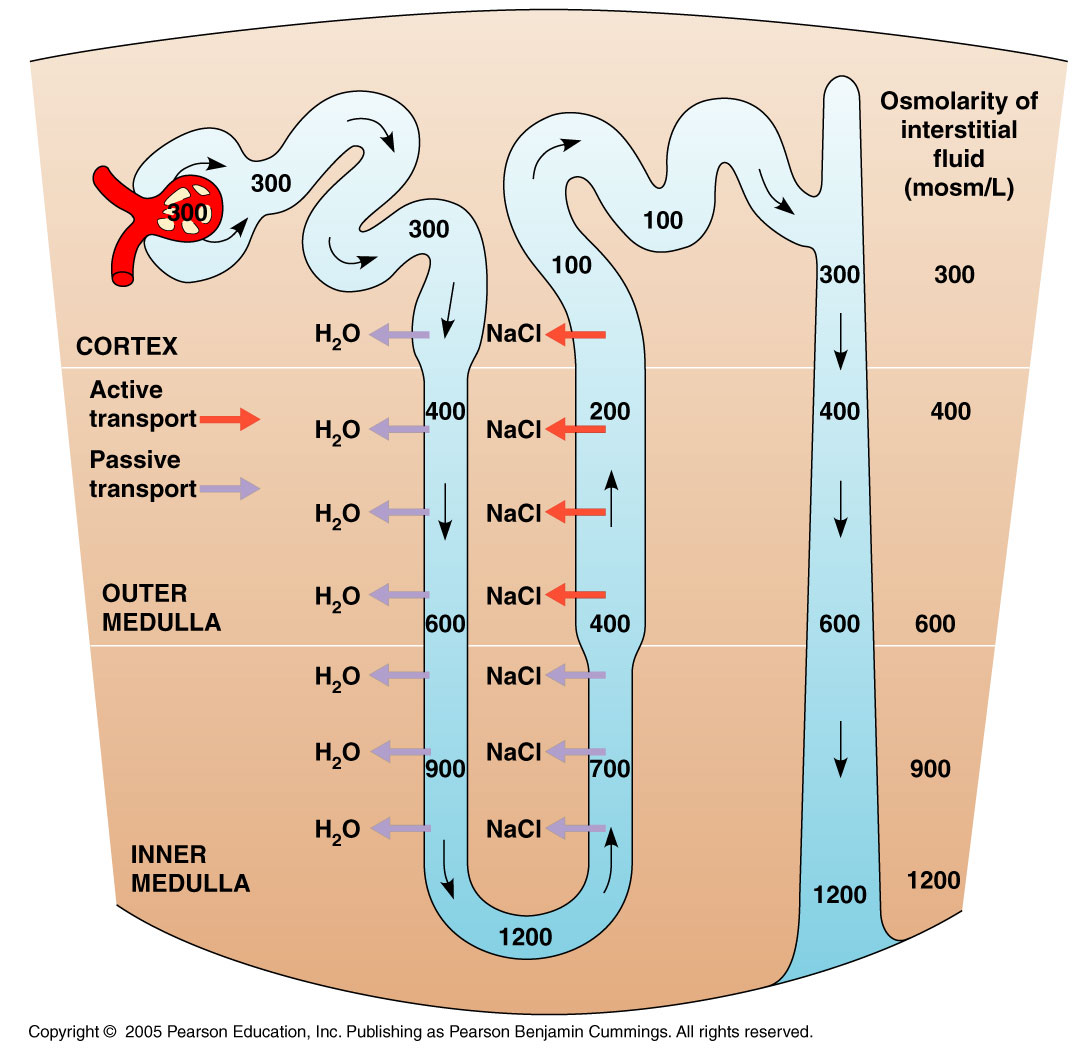 Osmolarity of
interstitial
fluid
(mosm/L)
300
300
300
100
100
300
300
H₂O
NaCl
CORTEX
Active
transport
400
200
400
400
H₂O
NaCl
Passive
transport
H₂O
NaCl
OUTER
MEDULLA
H₂O
NaCl
600
400
600
600
H₂O
NaCl
H₂O
NaCl
900
700
900
H₂O
NaCl
INNER
MEDULLA
1200
1200
1200
Copyright © 2005 Pearson Education, Inc. Publishing as Pearson Benjamin Cummings. All rights reserved.